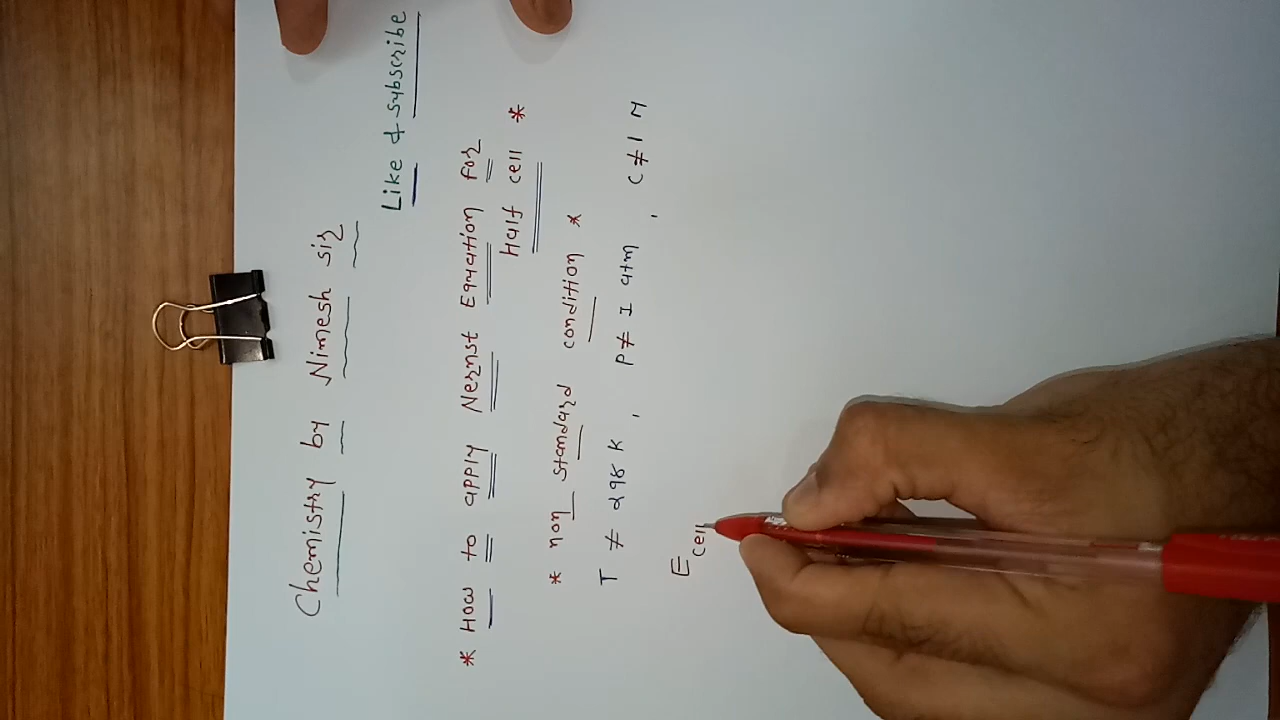 Chemistry by Nimesh sir
Like & subscribe
* How to apply Nernst Equation for
Half cell *
* non standard condition *
T ≠ 298 K , P ≠ 1 atm , C ≠ 1 M
E cell